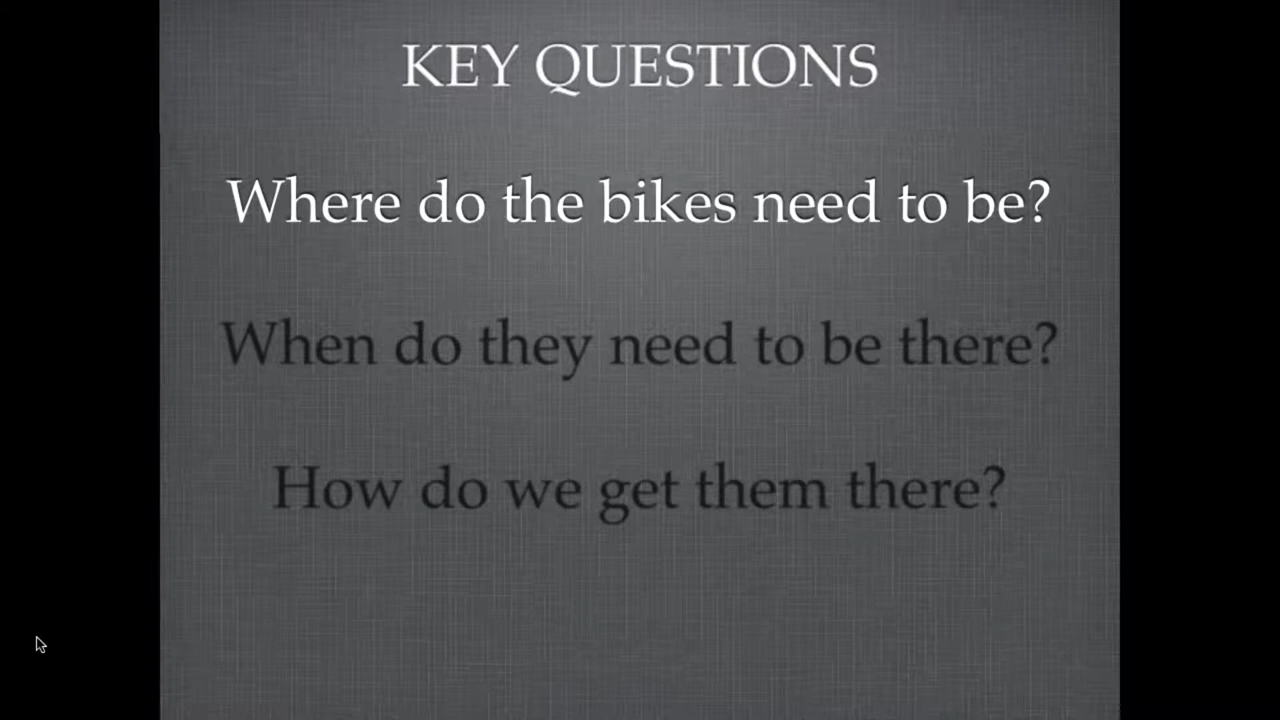 KEY QUESTIONS
Where do the bikes need to be?
When do they need to be there?
How do we get them there?